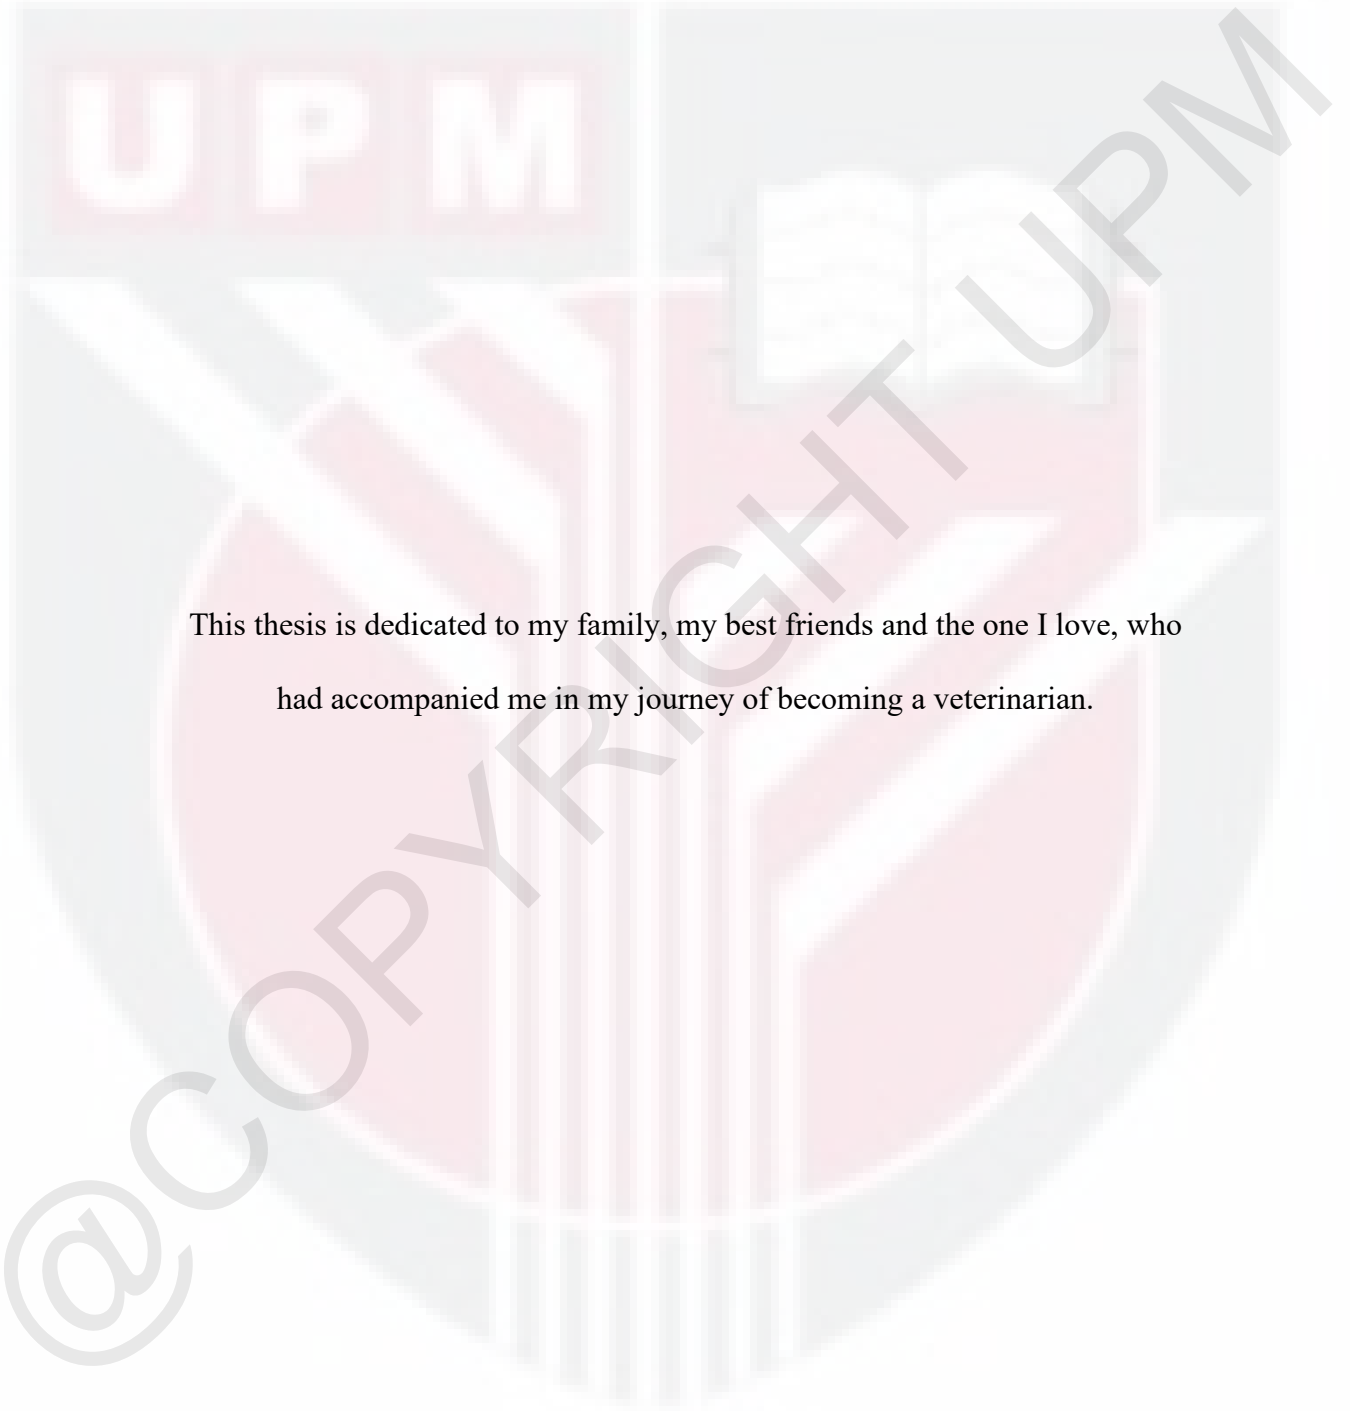 UPM
This thesis is dedicated to my family, my best friends and the one I love, who
had accompanied me in my journey of becoming a veterinarian.
@COPYRIGHT UPM